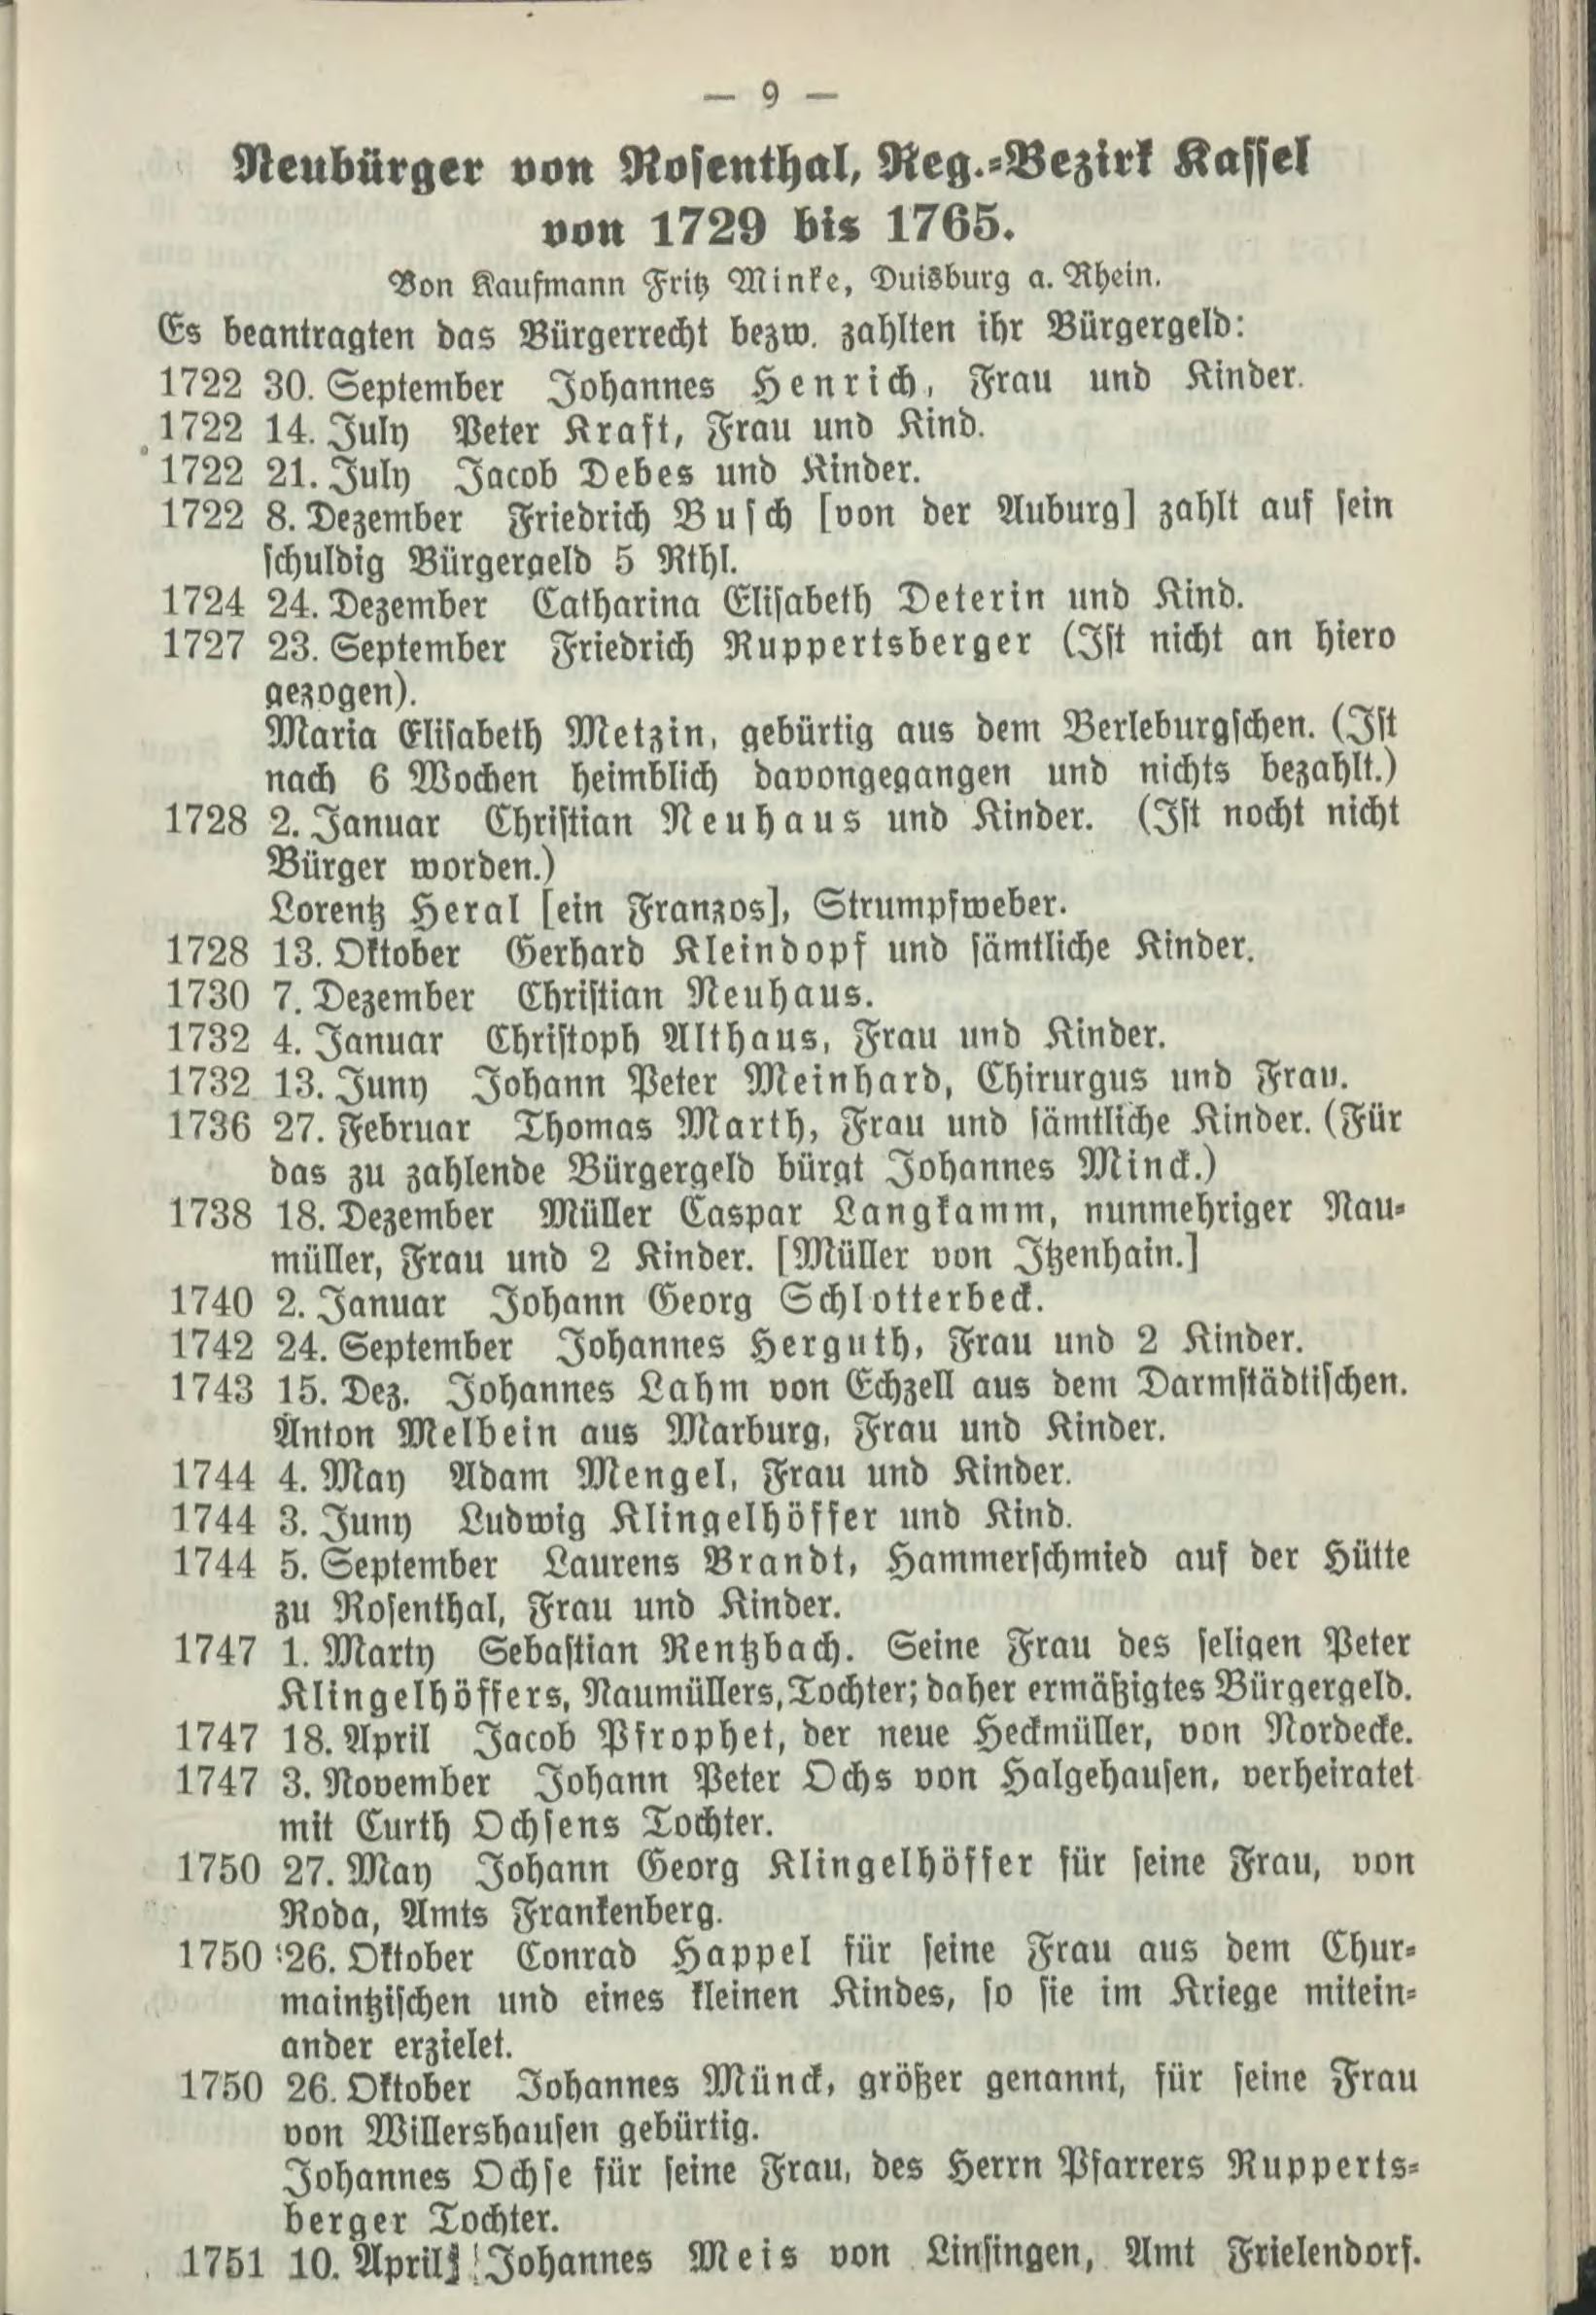 — 9 —
Neubürger von Rosenthal, Reg.-Bezirk Kassel
von 1729 bis 1765.
Von Kaufmann Fritz Minke, Duisburg a. Rhein.
Es beantragten das Bürgerrecht bezw. zahlten ihr Bürgergeld:
1722 30. September Johannes Henrich, Frau und Kinder.
1722 14. July Peter Kraft, Frau und Kind.
1722 21. July Jacob Debes und Kinder.
1722 8. Dezember Friedrich Busch [von der Auburg] zahlt auf sein
schuldig Bürgergeld 5 Rthl.
1724 24. Dezember Catharina Elisabeth Deterin und Kind.
1727 23. September Friedrich Ruppertsberger (Ist nicht an hiero
gezogen).
Maria Elisabeth Metzin, gebürtig aus dem Berleburgschen. (Ist
nach 6 Wochen heimblich davongegangen und nichts bezahlt.)
1728 2. Januar Christian Neuhaus und Kinder. (Ist nocht nicht
Bürger worden.)
Lorentz Heral [ein Franzos], Strumpfweber.
1728 13. Oktober Gerhard Kleindopf und sämtliche Kinder.
1730 7. Dezember Christian Neuhaus.
1732 4. Januar Christoph Althaus, Frau und Kinder.
1732 13. Juny Johann Peter Meinhard, Chirurgus und Frau.
1736 27. Februar Thomas Marth, Frau und sämtliche Kinder. (Für
das zu zahlende Bürgergeld bürgt Johannes Minck.)
1738 18. Dezember Müller Caspar Langkamm, nunmehriger Nau-
müller, Frau und 2 Kinder. [Müller von Itzenhain.]
1740 2. Januar Johann Georg Schlotterbeck.
1742 24. September Johannes Herguth, Frau und 2 Kinder.
1743 15. Dez. Johannes Lahm von Echzell aus dem Darmstädtischen.
Anton Melbein aus Marburg, Frau und Kinder.
1744 4. May Adam Mengel, Frau und Kinder.
1744 3. Juny Ludwig Klingelhöffer und Kind.
1744 5. September Laurens Brandt, Hammerschmied auf der Hütte
zu Rosenthal, Frau und Kinder.
1747 1. Marty Sebastian Rentzbach. Seine Frau des seligen Peter
Klingelhöffers, Naumüllers, Tochter; daher ermäßigtes Bürgergeld.
1747 18. April Jacob Pfrophet, der neue Heckmüller, von Nordecke.
1747 3. November Johann Peter Ochs von Halgehausen, verheiratet
mit Curth Ochsens Tochter.
1750 27. May Johann Georg Klingelhöffer für seine Frau, von
Roda, Amts Frankenberg.
1750 26. Oktober Conrad Happel für seine Frau aus dem Chur-
maintzischen und eines kleinen Kindes, so sie im Kriege mitein-
ander erzielet.
1750 26. Oktober Johannes Münck, größer genannt, für seine Frau
von Willershausen gebürtig.
Johannes Ochse für seine Frau, des Herrn Pfarrers Rupperts-
berger Tochter.
1751 10. April Johannes Meis von Linsingen, Amt Frielendorf.